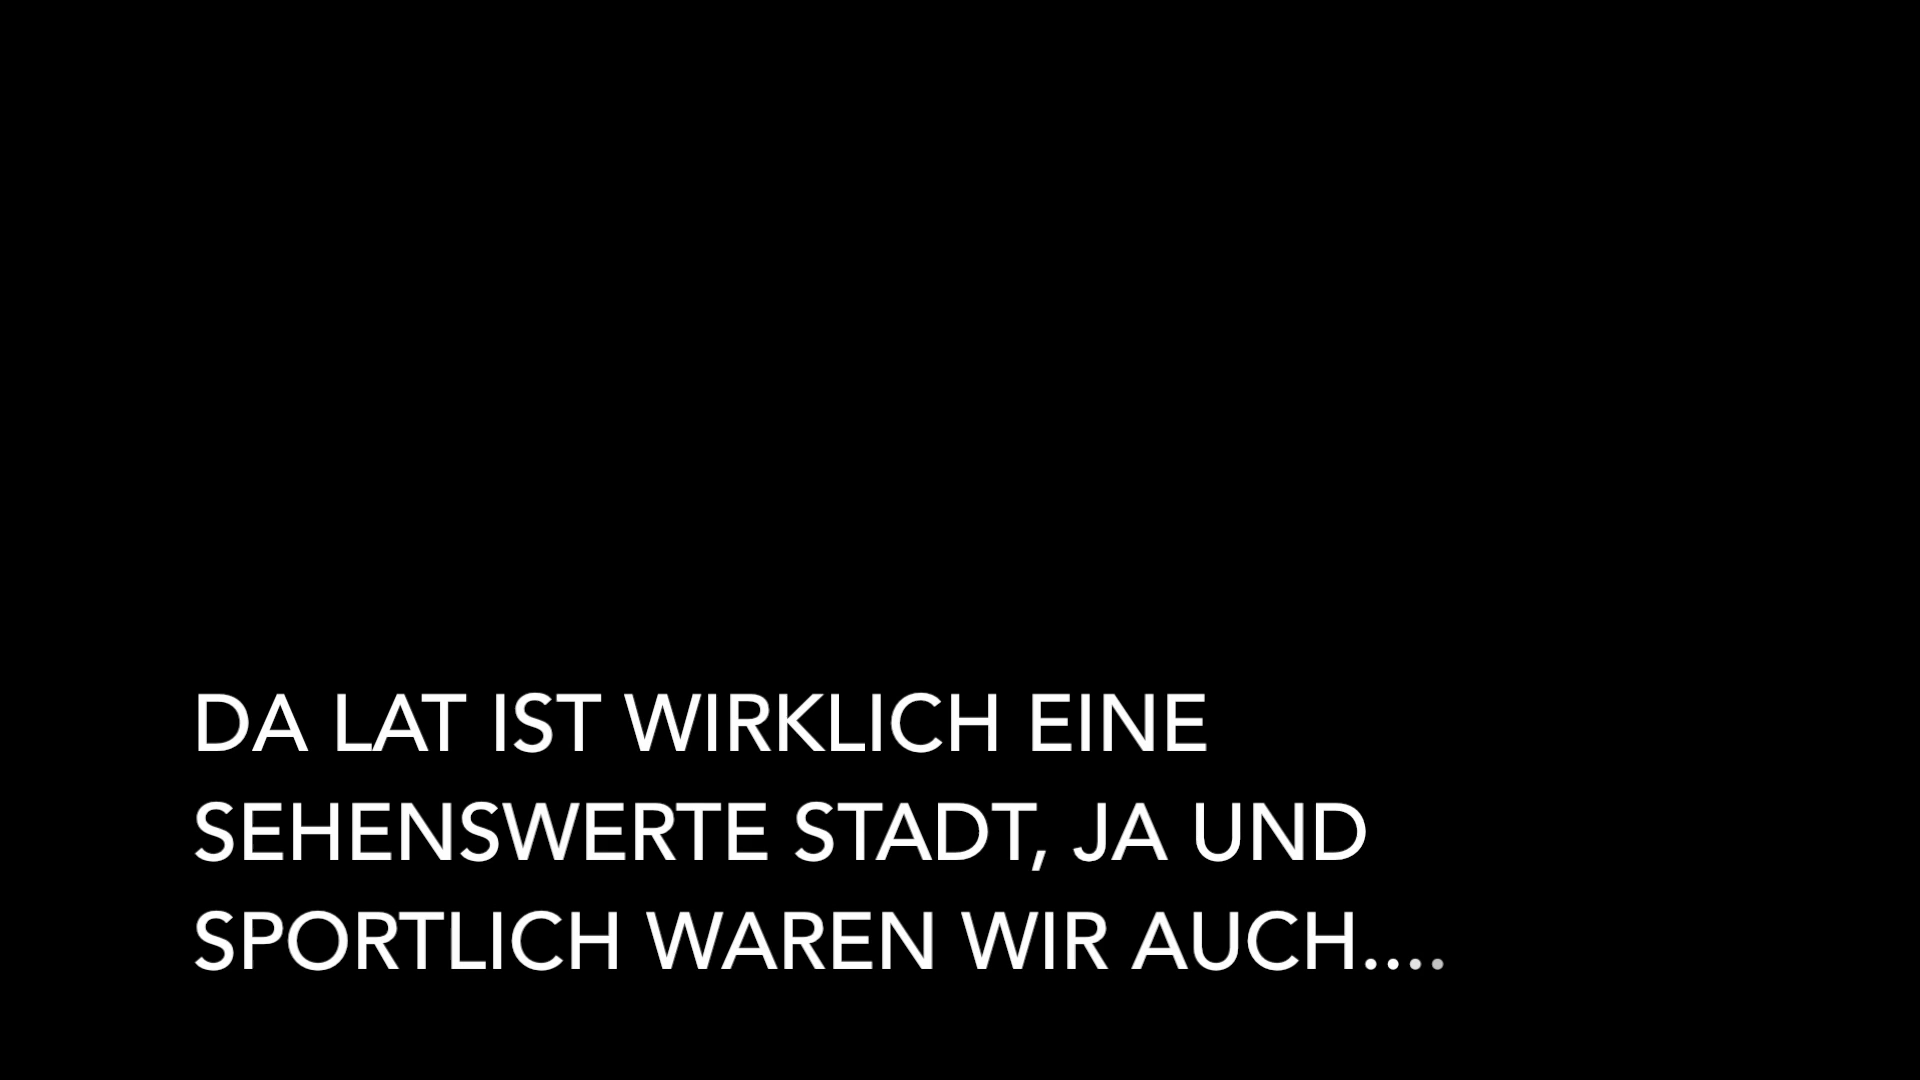 DA LAT IST WIRKLICH EINE
SEHENSWERTE STADT, JA UND
SPORTLICH WAREN WIR AUCH....